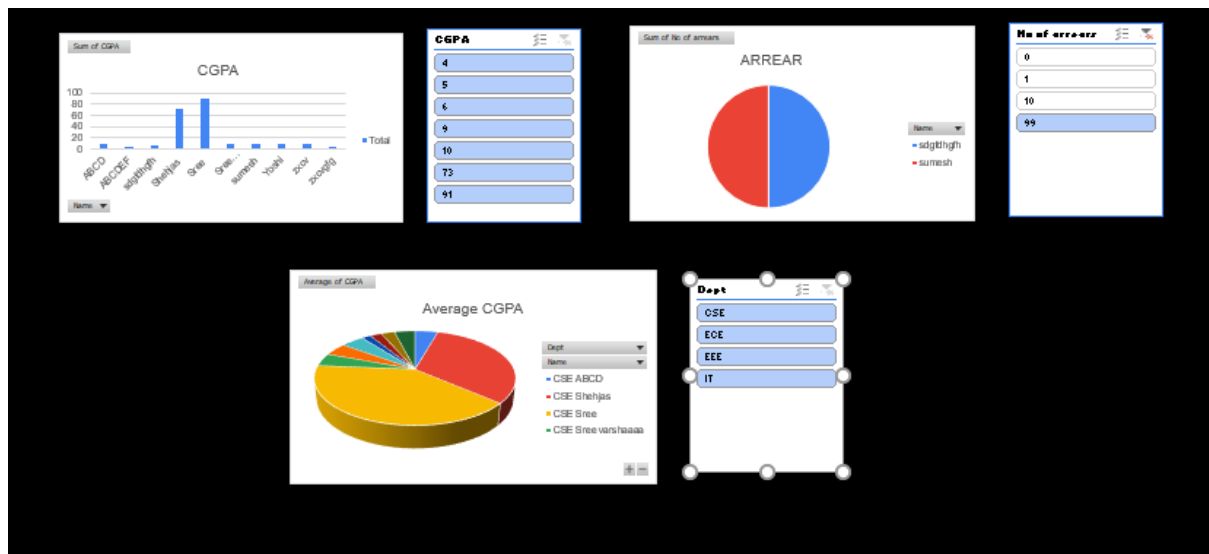 Sum of CGPA
CGPA
100
80
60
40
20
0
ABCD
ABCDEF
sdgfdhgfh
Shehjas
Sree
Sree...
sumesh
Yoshi
zxcv
zxcvgfg
Total
Name
CGPA
4
5
6
9
10
73
91
Sum of No of arrears
ARREAR
Name
sdgfdhgfh
sumesh
No of arrears
0
1
10
99
Average of CGPA
Average CGPA
Dept
Name
CSE ABCD
CSE Shehjas
CSE Sree
CSE Sree varshaaaa
Dept
CSE
ECE
EEE
IT